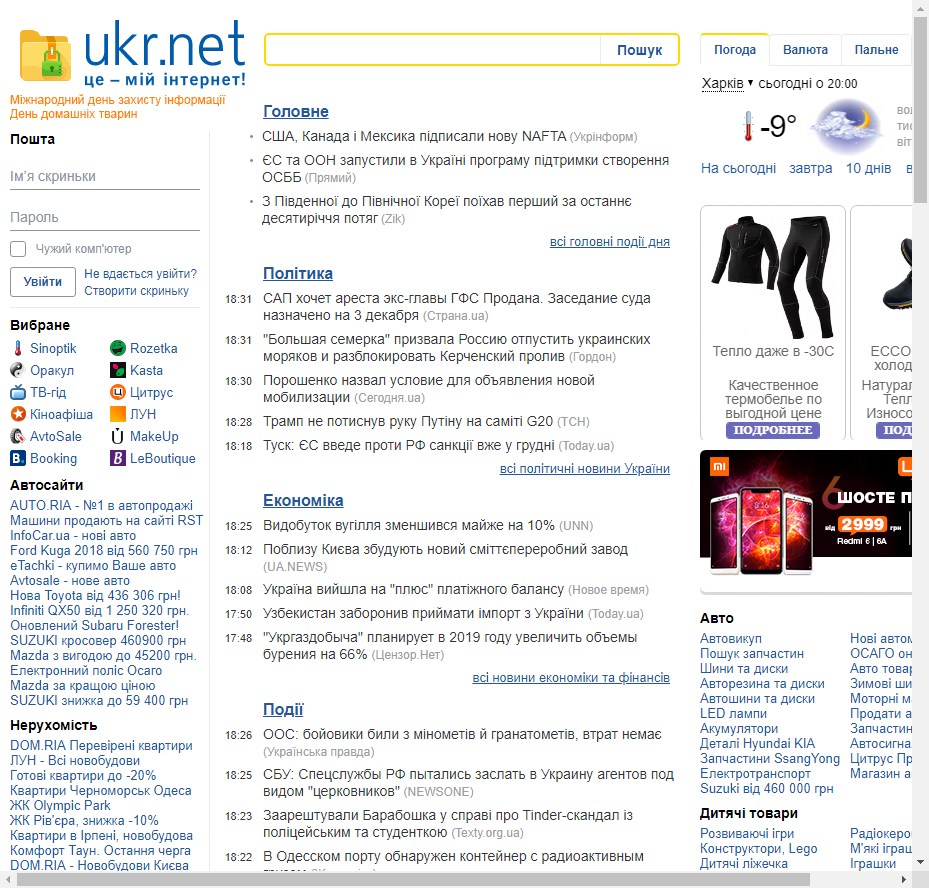 ukr.net
це – мій інтернет!
Міжнародний день захисту інформації
День домашніх тварин
Пошта
Ім'я скриньки
Пароль
Чужий комп'ютер
Увійти
Не вдається увійти?
Створити скриньку
Вибране
Sinoptik
Rozetka
Оракул
Kasta
ТВ-гід
Цитрус
Кіноафіша
ЛУН
AvtoSale
MakeUp
Booking
LeBoutique
Автосайти
AUTO.RIA - №1 в автопродажі
Машини продають на сайті RST
InfoCar.ua - нові авто
Ford Kuga 2018 від 560 750 грн
eTachki - купимо Ваше авто
Avtosale - нове авто
Нова Toyota від 436 306 грн!
Infiniti QX50 від 1 250 320 грн.
Оновлений Subaru Forester!
SUZUKI кросовер 460900 грн
Mazda з вигодою до 45200 грн.
Електронний поліс Ocaго
Mazda за кращою ціною
SUZUKI знижка до 59 400 грн
Нерухомість
DOM.RIA Перевірені квартири
ЛУН - Всі новобудови
Готові квартири до -20%
Квартири Черноморськ Одеса
ЖК Olympic Park
ЖК Рів'єра, знижка -10%
Квартири в Ірпені, новобудова
Комфорт Таун. Остання черга
DOM.RIA - Новобудови Києва
Пошук
Головне
США, Канада і Мексика підписали нову NAFTA (Укрінформ)
ЄС та ООН запустили в Україні програму підтримки створення
ОСББ (Прямий)
З Південної до Північної Кореї поїхав перший за останнє
десятиріччя потяг (Zik)
всі головні події дня
Політика
18:31 САП хочет ареста экс-главы ГФС Продана. Заседание суда
назначено на 3 декабря (Страна.ua)
18:31 "Большая семерка" призвала Россию отпустить украинских
моряков и разблокировать Керченский пролив (Гордон)
18:30 Порошенко назвал условие для объявления новой
мобилизации (Сегодня.ua)
18:28 Трамп не потиснув руку Путіну на саміті G20 (ТСН)
18:18 Туск: ЄС введе проти РФ санкції вже у грудні (Today.ua)
всі політичні новини України
Економіка
18:25 Видобуток вугілля зменшився майже на 10% (UNN)
18:12 Поблизу Києва збудують новий сміттєпереробний завод
(UA.NEWS)
18:08 Україна вийшла на "плюс" платіжного балансу (Новое время)
17:50 Узбекистан заборонив приймати імпорт з України (Today.ua)
17:48 "Укргаздобыча" планирует в 2019 году увеличить объемы
бурения на 66% (Цензор.Нет)
всі новини економіки та фінансів
Події
18:26 ООС: бойовики били з мінометів й гранатометів, втрат немає
(Українська правда)
18:25 СБУ: Спецслужбы РФ пытались заслать в Украину агентов под
видом "церковников" (NEWSONE)
18:23 Заарештували Барабошка у справі про Tinder-скандал із
поліцейським та студенткою (Texty.org.ua)
18:22 В Одесском порту обнаружен контейнер с радиоактивным
Погода
Валюта
Пальне
Харків ▼ сьогодні о 20:00
-9°
вол
тис
віт
На сьогодні завтра 10 днів в
Тепло даже в -30C
Качественное
термобелье по
выгодной цене
ПОДРОБНЕЕ
ECCO
холод
Натурал
Тепл
Износо
ПОД
6
ШОСТЕ П
від 2999 грн
Redmi 6 | 6A
Авто
Автовикуп
Пошук запчастин
Шини та диски
Авторезина та диски
Автошини та диски
LED лампи
Акумулятори
Деталі Hyundai KIA
Запчастини SsangYong
Електротранспорт
Suzuki від 460 000 грн
Нові автом
ОСАГО он
Авто товар
Зимові ши
Моторні ма
Продати а
Запчастин
Автосигна
Цитрус Пр
Магазин а
Дитячі товари
Розвиваючі ігри
Конструктори, Lego
Дитячі ліжечка
Радіокеро
М'які іграш
Іграшки